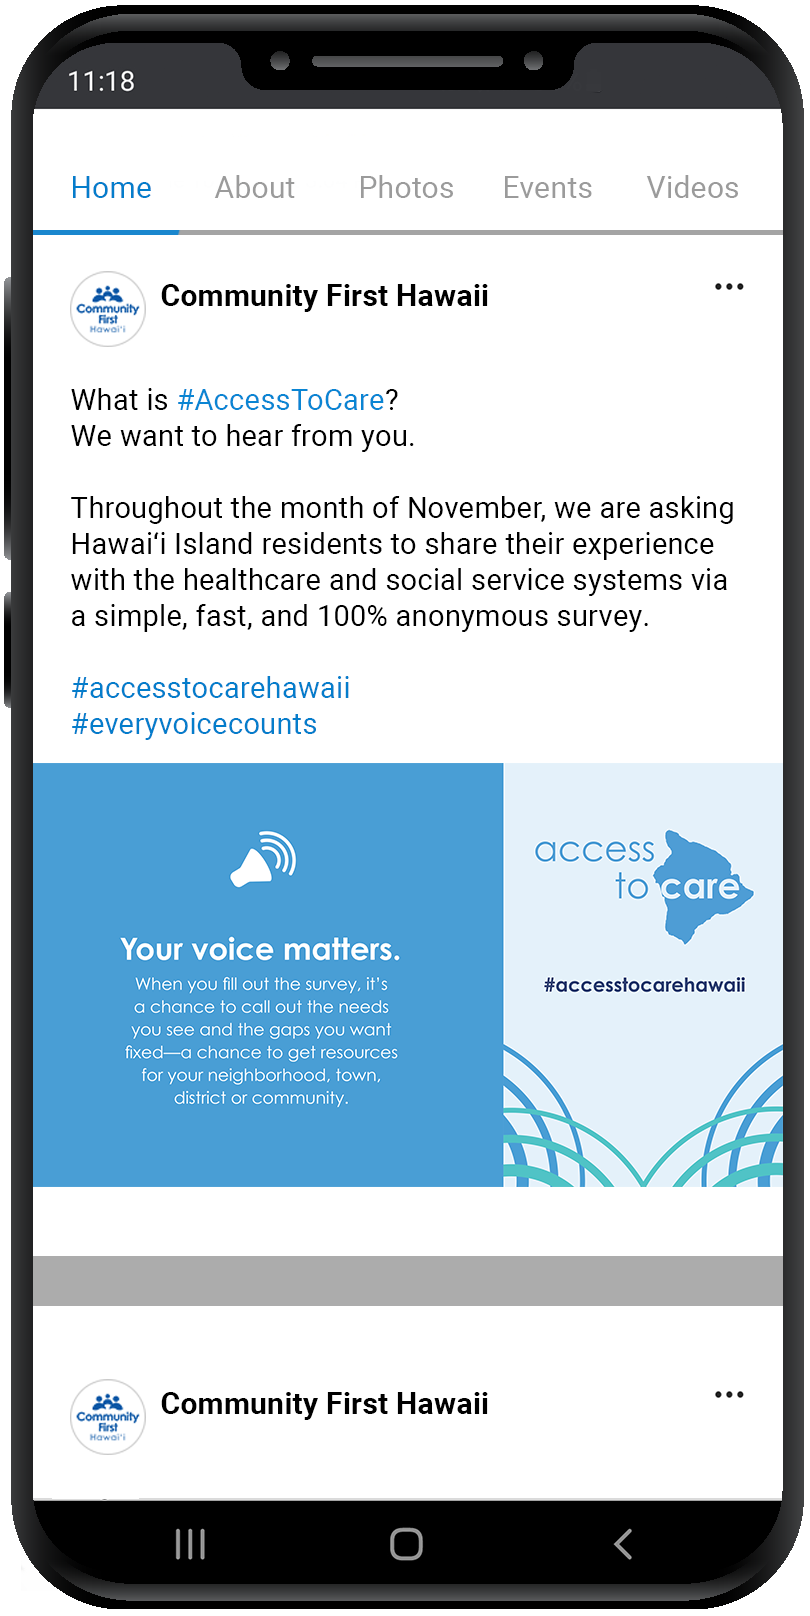 11:18
Home About Photos Events Videos
Community First Hawaii
Community
First
Hawai‘i
What is #AccessToCare?
We want to hear from you.
Throughout the month of November, we are asking
Hawai‘i Island residents to share their experience
with the healthcare and social service systems via
a simple, fast, and 100% anonymous survey.
#accesstocarehawaii
#everyvoicecounts
Your voice matters.
When you fill out the survey, it’s
a chance to call out the needs
you see and the gaps you want
fixed—a chance to get resources
for your neighborhood, town,
district or community.
access
to care
#accesstocarehawaii
Community First Hawaii
Community
First
Hawai‘i